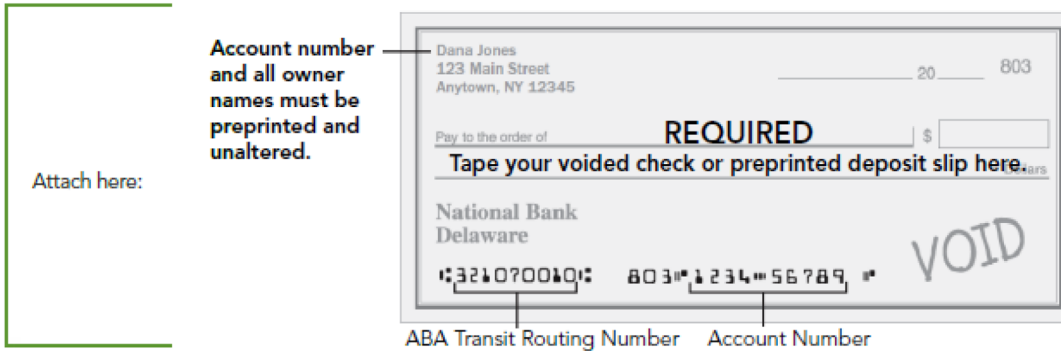 Attach here:
Account number
and all owner
names must be
preprinted and
unaltered.
Dana Jones
123 Main Street
Anytown, NY 12345
20 803
Pay to the order of REQUIRED $
Tape your voided check or preprinted deposit slip here.
Dollars
National Bank
Delaware
VOID
⑆321070010⑆ 803⑈1234⑉56789 ⑈
ABA Transit Routing Number Account Number